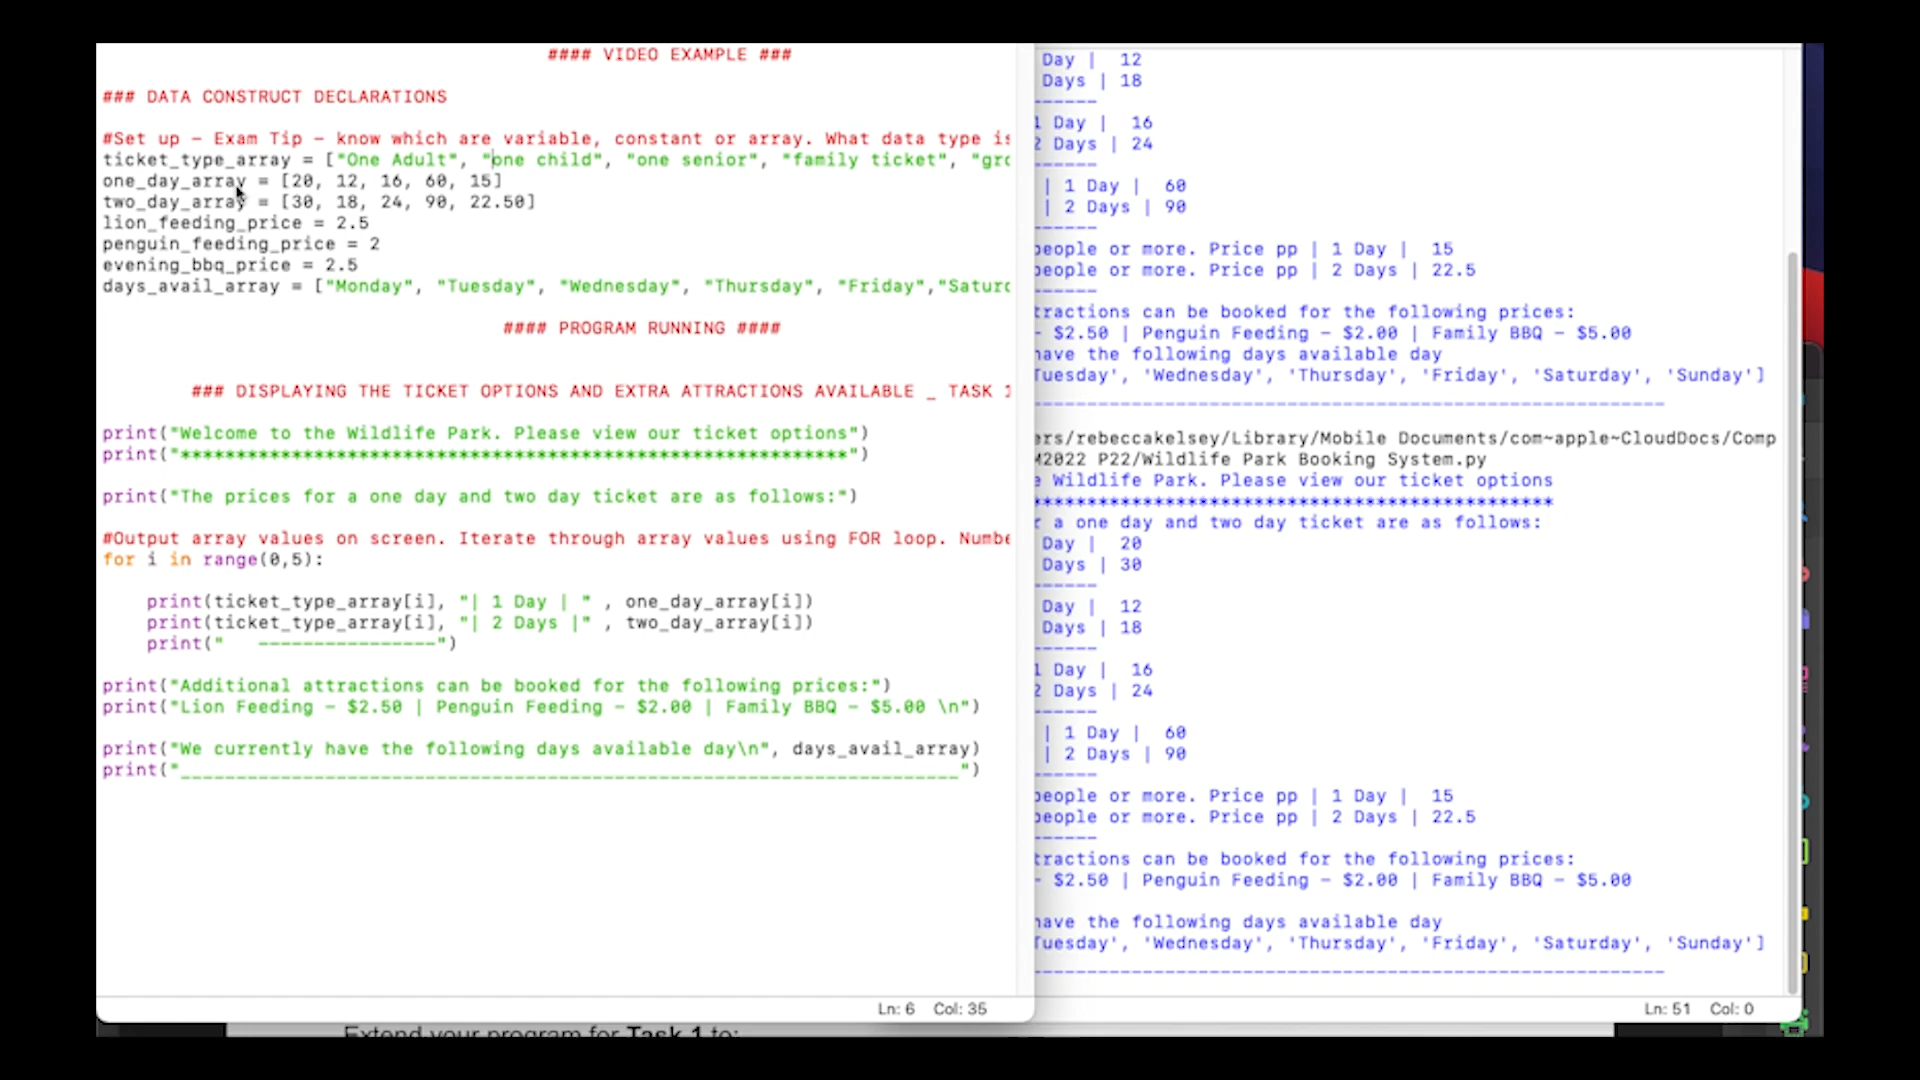 #### VIDEO EXAMPLE ###
### DATA CONSTRUCT DECLARATIONS
#Set up - Exam Tip - know which are variable, constant or array. What data type is
ticket_type_array = ["One Adult", "one child", "one senior", "family ticket", "gro
one_day_array = [20, 12, 16, 60, 15]
two_day_array = [30, 18, 24, 90, 22.50]
lion_feeding_price = 2.5
penguin_feeding_price = 2
evening_bbq_price = 2.5
days_avail_array = ["Monday", "Tuesday", "Wednesday", "Thursday", "Friday","Saturd
#### PROGRAM RUNNING ####
### DISPLAYING THE TICKET OPTIONS AND EXTRA ATTRACTIONS AVAILABLE _ TASK 1
print("Welcome to the Wildlife Park. Please view our ticket options")
print("************************************************************")
print("The prices for a one day and two day ticket are as follows:")
#Output array values on screen. Iterate through array values using FOR loop. Numbe
for i in range(0,5):
print(ticket_type_array[i], "| 1 Day | " , one_day_array[i])
print(ticket_type_array[i], "| 2 Days |" , two_day_array[i])
print("   ----------------")
print("Additional attractions can be booked for the following prices:")
print("Lion Feeding - $2.50 | Penguin Feeding - $2.00 | Family BBQ - $5.00 \n")
print("We currently have the following days available day\n", days_avail_array)
print("______________________________________________________________________")
Ln: 6 Col: 35
Day |  12
Days | 18
------
1 Day |  16
2 Days | 24
------
| 1 Day |  60
| 2 Days | 90
------
people or more. Price pp | 1 Day |  15
people or more. Price pp | 2 Days | 22.5
------
tractions can be booked for the following prices:
- $2.50 | Penguin Feeding - $2.00 | Family BBQ - $5.00
have the following days available day
Tuesday', 'Wednesday', 'Thursday', 'Friday', 'Saturday', 'Sunday']
_________________________________________________________
ers/rebeccakelsey/Library/Mobile Documents/com~apple~CloudDocs/Comp
M2022 P22/Wildlife Park Booking System.py
e Wildlife Park. Please view our ticket options
***********************************************
r a one day and two day ticket are as follows:
Day |  20
Days | 30
------
Day |  12
Days | 18
------
1 Day |  16
2 Days | 24
------
| 1 Day |  60
| 2 Days | 90
------
people or more. Price pp | 1 Day |  15
people or more. Price pp | 2 Days | 22.5
------
tractions can be booked for the following prices:
- $2.50 | Penguin Feeding - $2.00 | Family BBQ - $5.00
have the following days available day
Tuesday', 'Wednesday', 'Thursday', 'Friday', 'Saturday', 'Sunday']
_________________________________________________________
Ln: 51 Col: 0
Extend your program for Task 1 to: